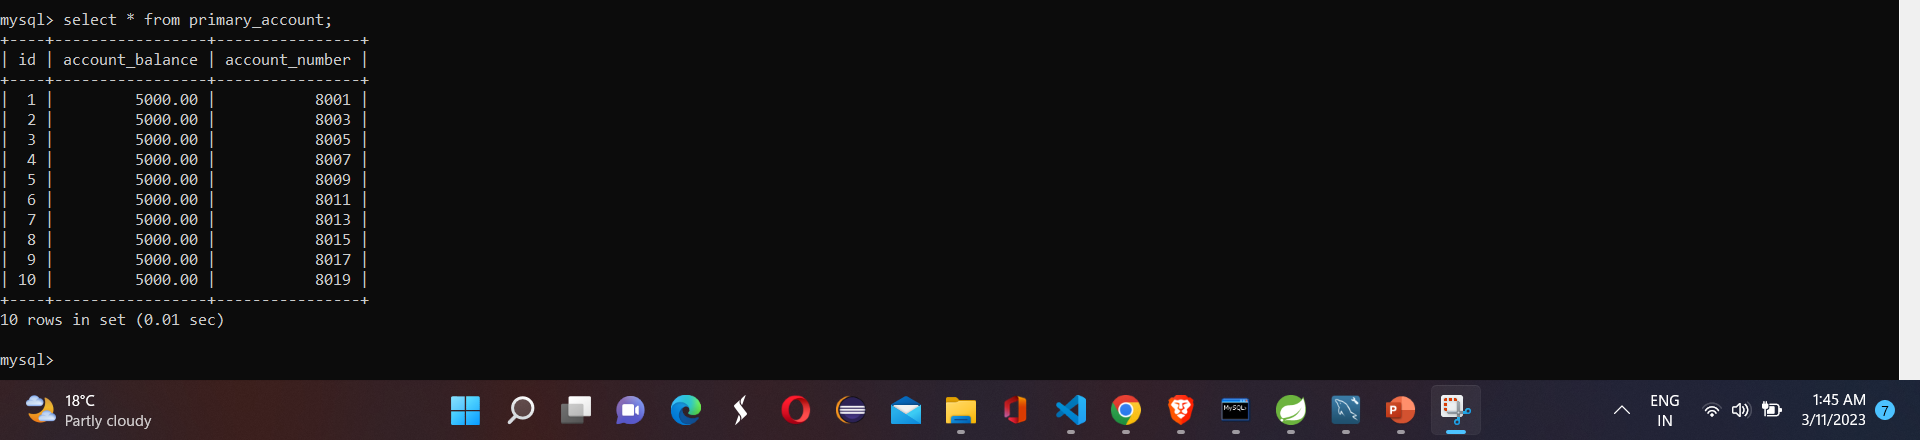 mysql> select * from primary_account;
+----+-----------------+----------------+
| id | account_balance | account_number |
+----+-----------------+----------------+
|  1 |         5000.00 |           8001 |
|  2 |         5000.00 |           8003 |
|  3 |         5000.00 |           8005 |
|  4 |         5000.00 |           8007 |
|  5 |         5000.00 |           8009 |
|  6 |         5000.00 |           8011 |
|  7 |         5000.00 |           8013 |
|  8 |         5000.00 |           8015 |
|  9 |         5000.00 |           8017 |
| 10 |         5000.00 |           8019 |
+----+-----------------+----------------+
10 rows in set (0.01 sec)
mysql>
18°C
Partly cloudy
MySQL
P
ENG
IN
1:45 AM
3/11/2023
7